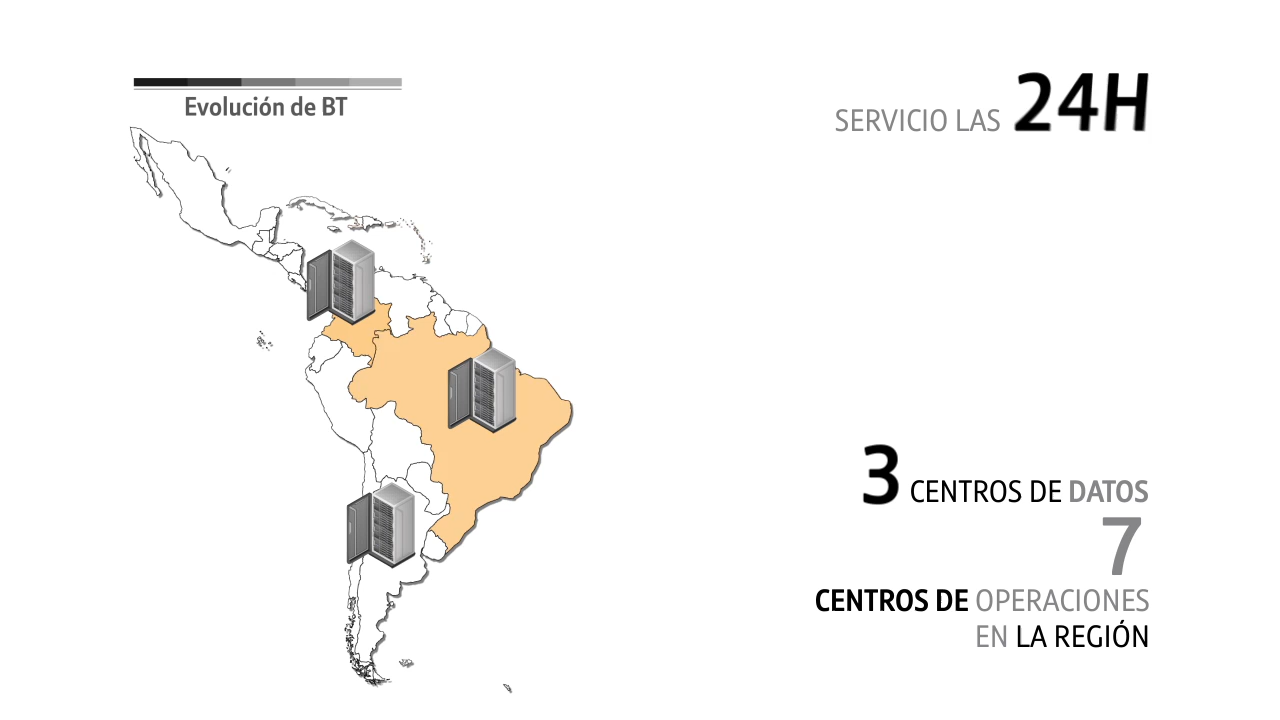 Evolución de BT
SERVICIO LAS 24H
3 CENTROS DE DATOS
7
CENTROS DE OPERACIONES
EN LA REGIÓN